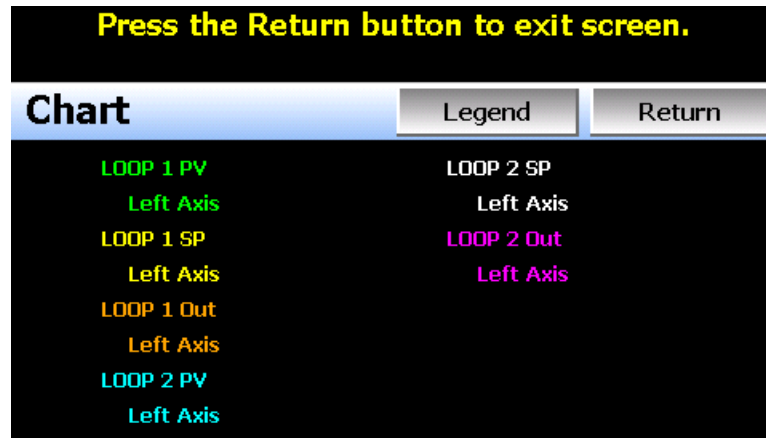 Press the Return button to exit screen.
Chart
Legend
Return
LOOP 1 PV
Left Axis
LOOP 1 SP
Left Axis
LOOP 1 Out
Left Axis
LOOP 2 PV
Left Axis
LOOP 2 SP
Left Axis
LOOP 2 Out
Left Axis